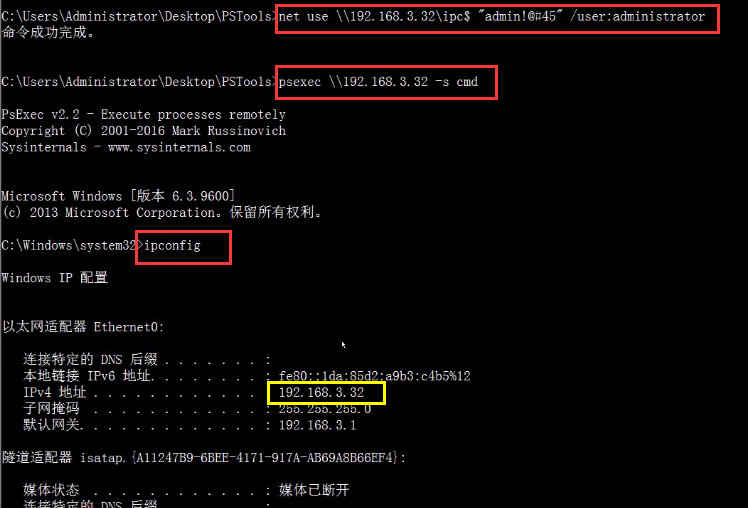 C:\Users\Administrator\Desktop\PSTools>net use \\192.168.3.32\ipc$ "admin!@#45" /user:administrator
命令成功完成。
C:\Users\Administrator\Desktop\PSTools>psexec \\192.168.3.32 -s cmd
PsExec v2.2 - Execute processes remotely
Copyright (C) 2001-2016 Mark Russinovich
Sysinternals - www.sysinternals.com
Microsoft Windows [版本 6.3.9600]
(c) 2013 Microsoft Corporation。保留所有权利。
C:\Windows\system32>ipconfig
Windows IP 配置
以太网适配器 Ethernet0:
连接特定的 DNS 后缀 . . . . . . . :
本地链接 IPv6 地址. . . . . . . . : fe80::1da:85d2:a9b3:c4b5%12
IPv4 地址 . . . . . . . . . . . . : 192.168.3.32
子网掩码 . . . . . . . . . . . . : 255.255.255.0
默认网关. . . . . . . . . . . . . : 192.168.3.1
隧道适配器 isatap.{A11247B9-6BEE-4171-917A-AB69A8B66EF4}:
媒体状态 . . . . . . . . . . . . : 媒体已断开
连接特定的 DNS 后缀 . . . . . . . :